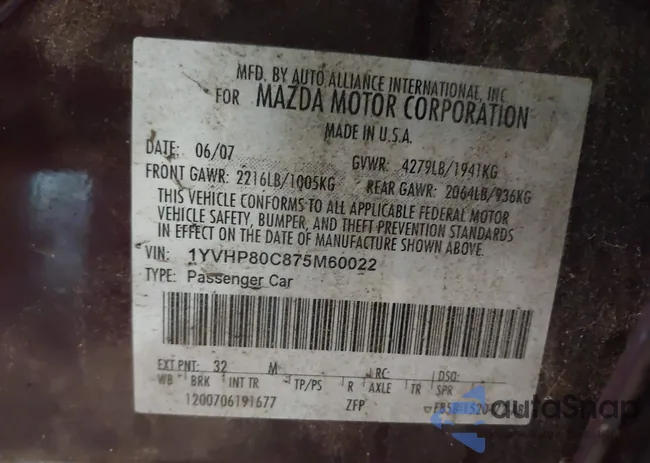 MFD. BY AUTO ALLIANCE INTERNATIONAL, INC
FOR MAZDA MOTOR CORPORATION
MADE IN U.S.A.
DATE: 06/07 GVWR: 4279LB/1941KG
FRONT GAWR: 2216LB/1005KG REAR GAWR: 2064LB/936KG
THIS VEHICLE CONFORMS TO ALL APPLICABLE FEDERAL MOTOR
VEHICLE SAFETY, BUMPER, AND THEFT PREVENTION STANDARDS
IN EFFECT ON THE DATE OF MANUFACTURE SHOWN ABOVE.
VIN: 1YVHP80C875M60022
TYPE: Passenger Car
EXT PNT: 32 M RC: DSO:
WB BRK INT TR TP/PS R AXLE TR SPR
1200706191677 ZFP
autoSnap